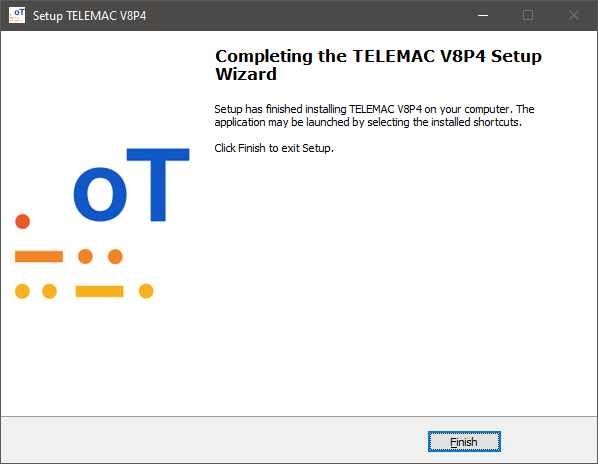 oT
Setup TELEMAC V8P4
Completing the TELEMAC V8P4 Setup
Wizard
Setup has finished installing TELEMAC V8P4 on your computer. The
application may be launched by selecting the installed shortcuts.
Click Finish to exit Setup.
oT
Finish